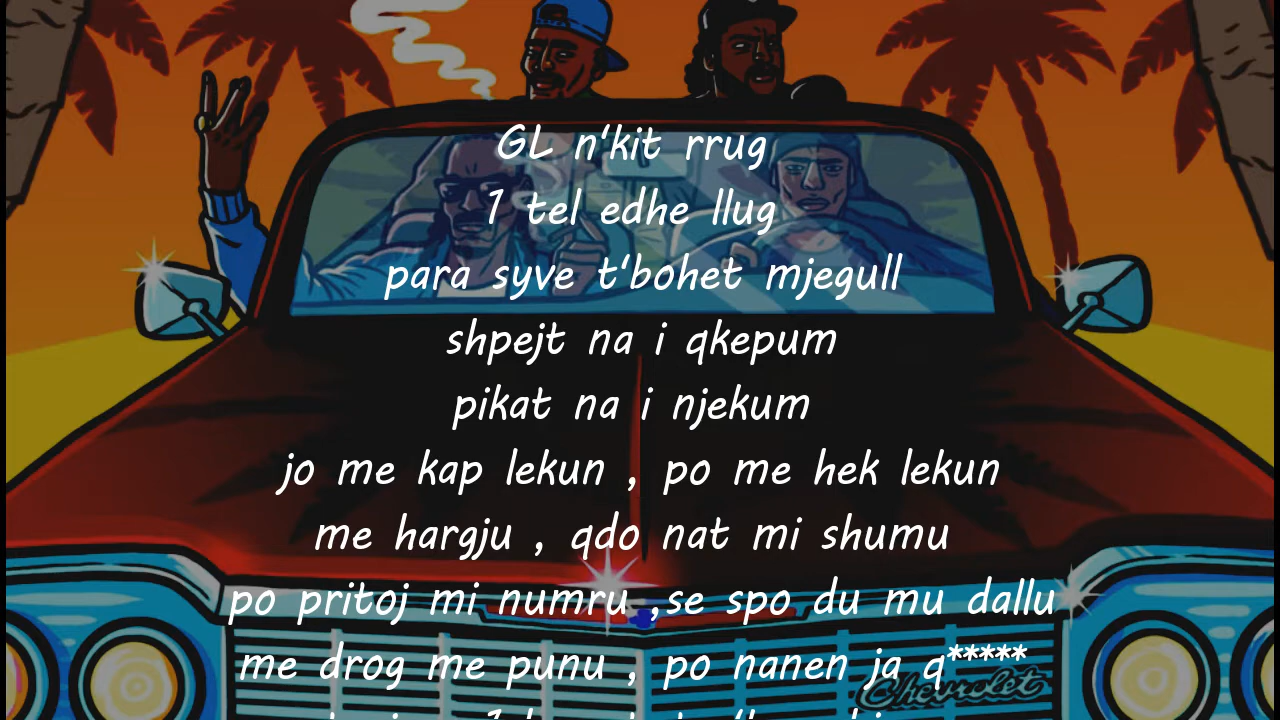 GL n'kit rrug
1 tel edhe llug
para syve t'bohet mjegull
shpejt na i qkepum
pikat na i njekum
jo me kap lekun , po me hek lekun
me hargju , qdo nat mi shumu
po pritoj mi numru ,se spo du mu dallu
me drog me punu , po nanen ja q*****
Chevrolet